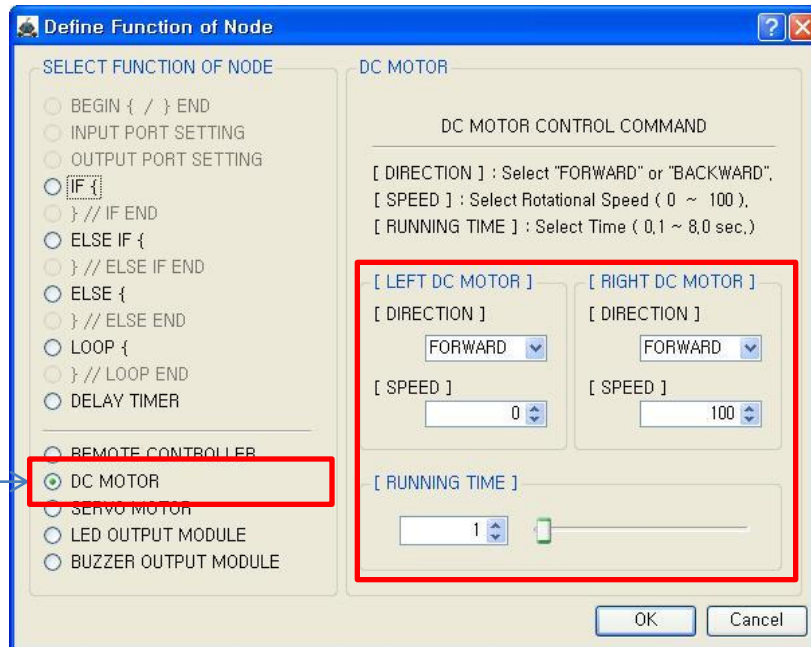 Define Function of Node
SELECT FUNCTION OF NODE
BEGIN { / } END
INPUT PORT SETTING
OUTPUT PORT SETTING
IF {
} // IF END
ELSE IF {
} // ELSE IF END
ELSE {
} // ELSE END
LOOP {
} // LOOP END
DELAY TIMER
REMOTE CONTROLLER
DC MOTOR
SERVO MOTOR
LED OUTPUT MODULE
BUZZER OUTPUT MODULE
DC MOTOR
DC MOTOR CONTROL COMMAND
[ DIRECTION ] : Select "FORWARD" or "BACKWARD",
[ SPEED ] : Select Rotational Speed ( 0 ~ 100 ),
[ RUNNING TIME ] : Select Time ( 0,1 ~ 8,0 sec,)
[ LEFT DC MOTOR ]
[ DIRECTION ]
FORWARD
[ SPEED ]
0
[ RIGHT DC MOTOR ]
[ DIRECTION ]
FORWARD
[ SPEED ]
100
[ RUNNING TIME ]
1
OK
Cancel